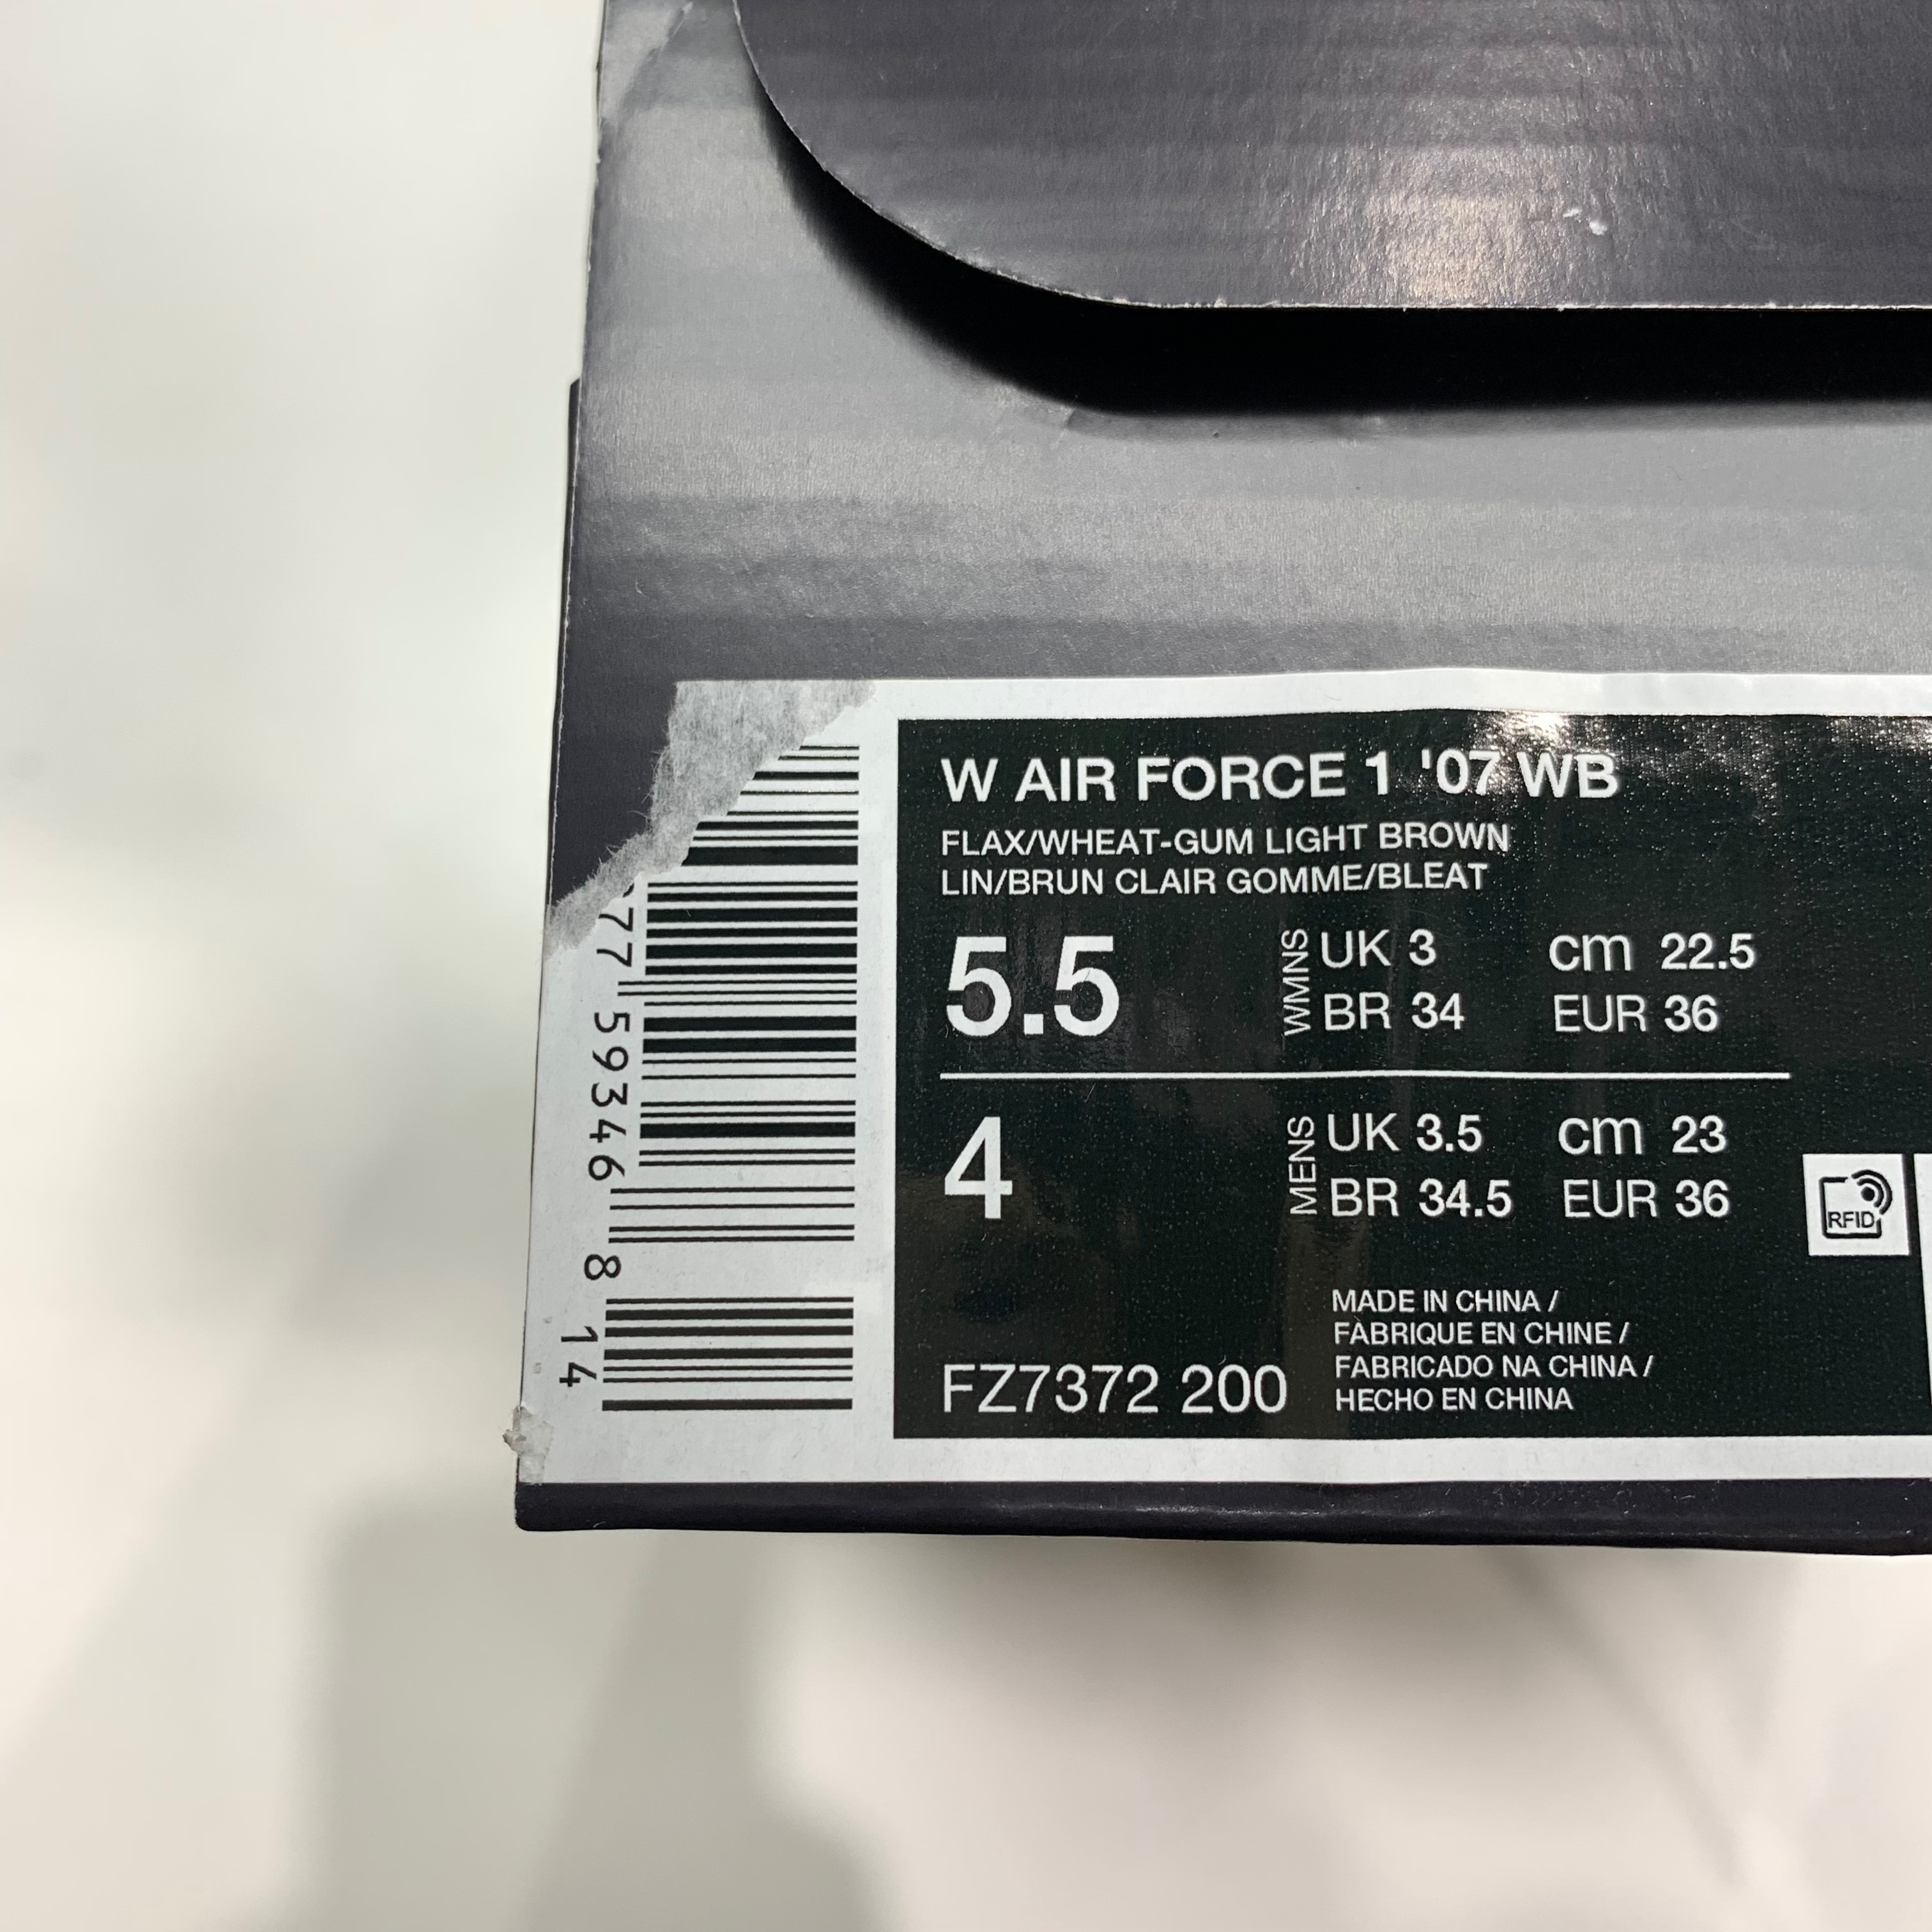 W AIR FORCE 1 '07 WB
FLAX/WHEAT-GUM LIGHT BROWN
LIN/BRUN CLAIR GOMME/BLEAT
5.5
WMNS
UK 3 cm 22.5
BR 34 EUR 36
4
MENS
UK 3.5 cm 23
BR 34.5 EUR 36
RFID
MADE IN CHINA /
FABRIQUE EN CHINE /
FABRICADO NA CHINA /
HECHO EN CHINA
FZ7372 200
77 59346 8
14